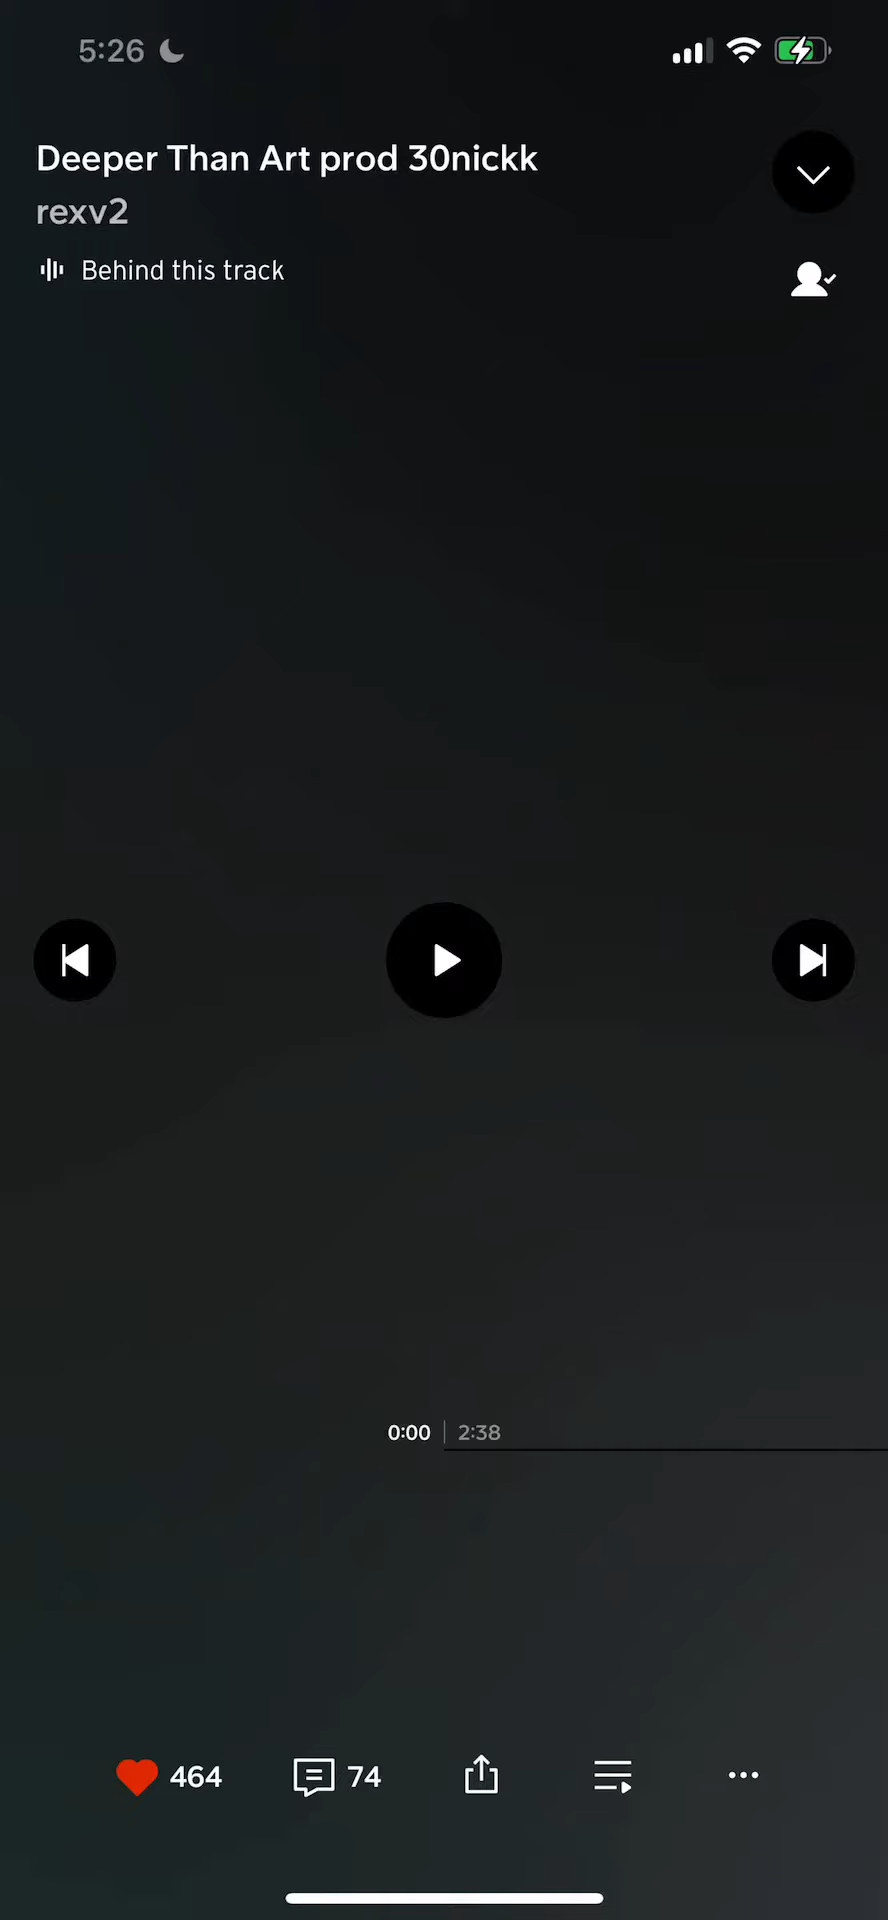 5:26
Deeper Than Art prod 30nickk
rexv2
Behind this track
0:00 2:38
464 74